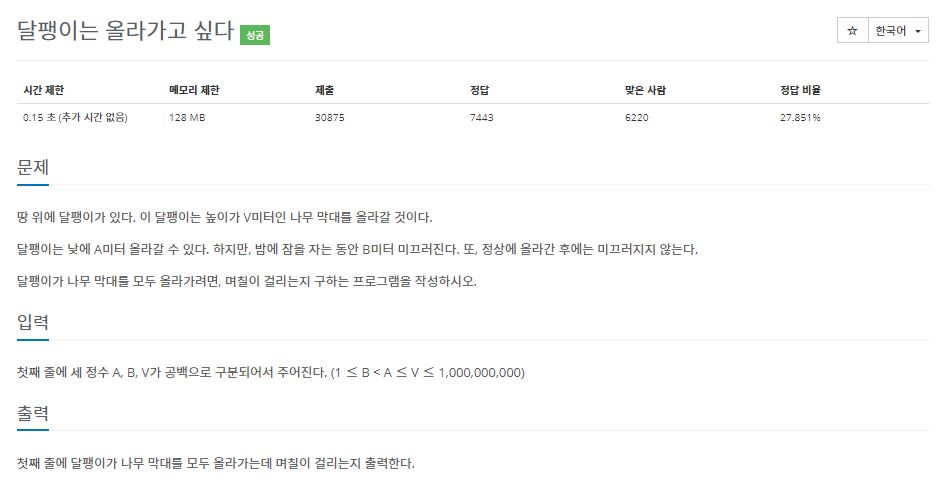 달팽이는 올라가고 싶다 성공
☆ 한국어
시간 제한 메모리 제한 제출 정답 맞은 사람 정답 비율
0.15 초 (추가 시간 없음) 128 MB 30875 7443 6220 27.851%
문제
땅 위에 달팽이가 있다. 이 달팽이는 높이가 V미터인 나무 막대를 올라갈 것이다.
달팽이는 낮에 A미터 올라갈 수 있다. 하지만, 밤에 잠을 자는 동안 B미터 미끄러진다. 또, 정상에 올라간 후에는 미끄러지지 않는다.
달팽이가 나무 막대를 모두 올라가려면, 며칠이 걸리는지 구하는 프로그램을 작성하시오.
입력
첫째 줄에 세 정수 A, B, V가 공백으로 구분되어서 주어진다. (1 ≤ B < A ≤ V ≤ 1,000,000,000)
출력
첫째 줄에 달팽이가 나무 막대를 모두 올라가는데 며칠이 걸리는지 출력한다.